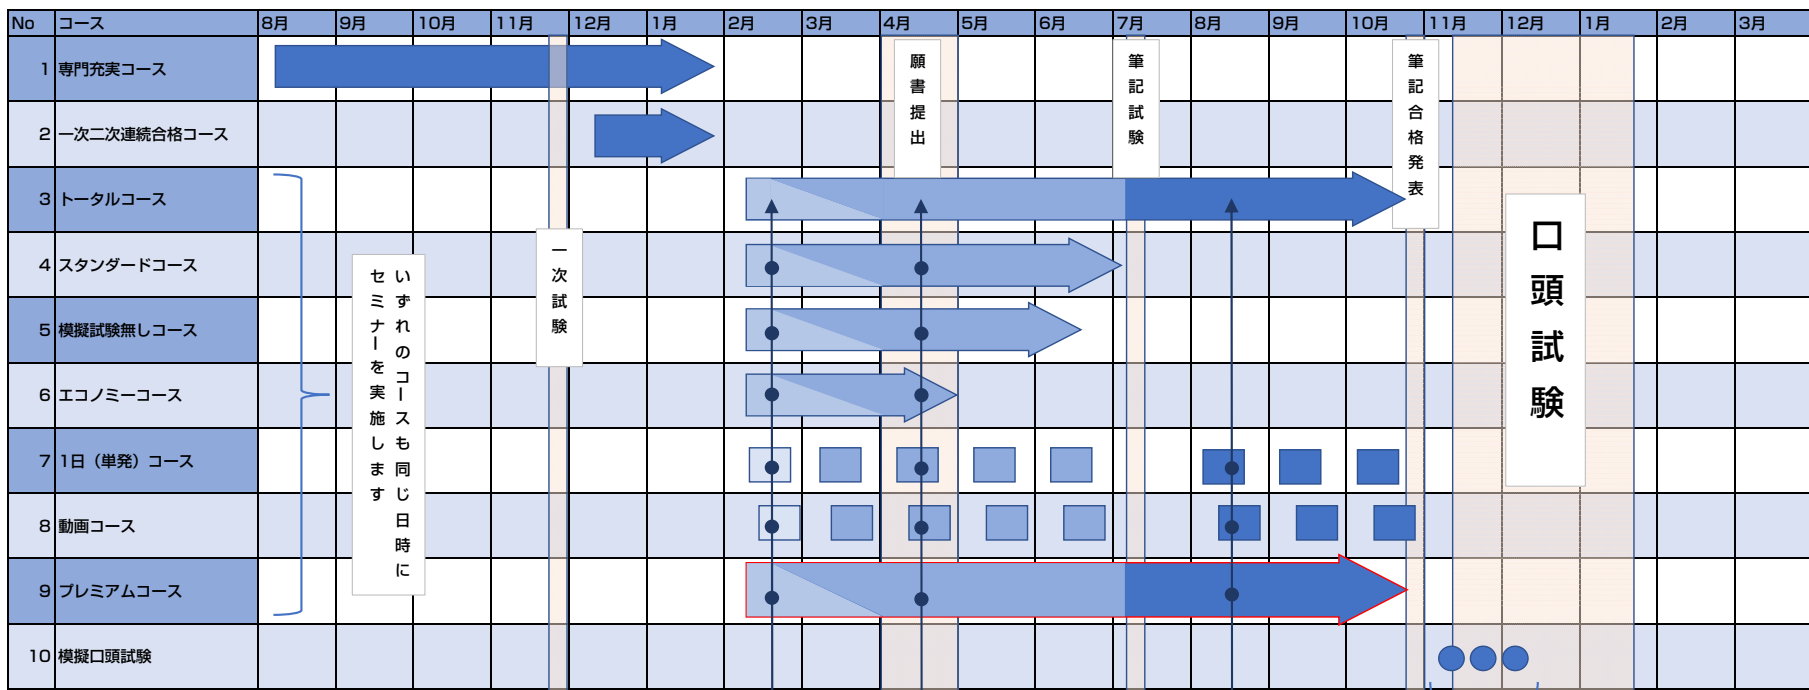 No コース 8月 9月 10月 11月 12月 1月 2月 3月 4月 5月 6月 7月 8月 9月 10月 11月 12月 1月 2月 3月
1 専門充実コース
2 一次二次連続合格コース
3 トータルコース
4 スタンダードコース
5 模擬試験無しコース
6 エコノミーコース
7 1日（単発）コース
8 動画コース
9 プレミアムコース
10 模擬口頭試験
いずれのコースも同じ日時に
セミナーを実施します
一次試験
願書提出
筆記試験
筆記合格発表
口頭試験